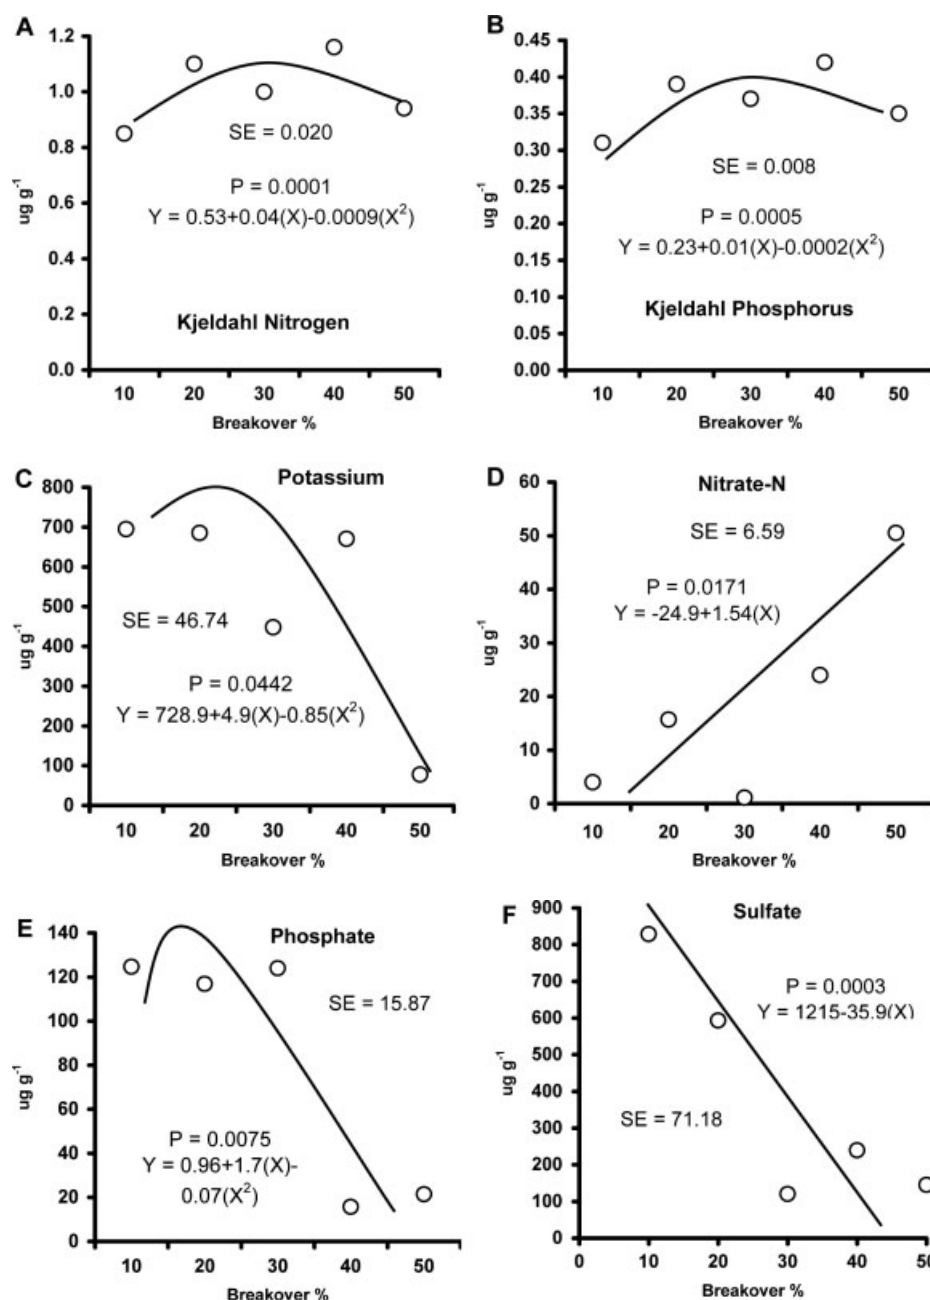 A
1.2
1.0
0.8
0.6
0.4
0.2
0.0
ug g⁻¹
SE = 0.020
P = 0.0001
Y = 0.53+0.04(X)-0.0009(X²)
Kjeldahl Nitrogen
10 20 30 40 50
Breakover %
B
0.45
0.40
0.35
0.30
0.25
0.20
0.15
0.10
0.05
0.00
ug g⁻¹
SE = 0.008
P = 0.0005
Y = 0.23+0.01(X)-0.0002(X²)
Kjeldahl Phosphorus
10 20 30 40 50
Breakover %
C
Potassium
800
700
600
500
400
300
200
100
0
ug g⁻¹
SE = 46.74
P = 0.0442
Y = 728.9+4.9(X)-0.85(X²)
10 20 30 40 50
Breakover %
D
Nitrate-N
60
50
40
30
20
10
0
ug g⁻¹
SE = 6.59
P = 0.0171
Y = -24.9+1.54(X)
10 20 30 40 50
Breakover %
E
Phosphate
140
120
100
80
60
40
20
0
ug g⁻¹
SE = 15.87
P = 0.0075
Y = 0.96+1.7(X)-
0.07(X²)
10 20 30 40 50
Breakover %
F
Sulfate
900
800
700
600
500
400
300
200
100
0
ug g⁻¹
P = 0.0003
Y = 1215-35.9(X)
SE = 71.18
0 10 20 30 40 50
Breakover %